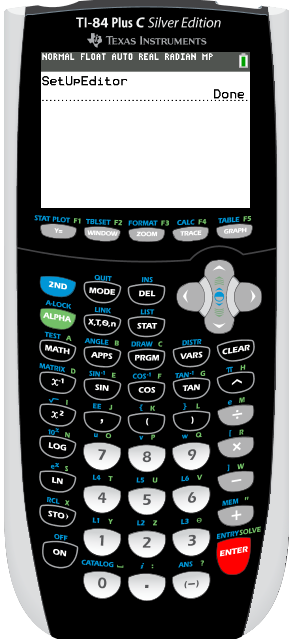 TI-84 Plus C Silver Edition
TEXAS INSTRUMENTS
NORMAL FLOAT AUTO REAL RADIAN MP
SetUpEditor
Done
STAT PLOT F1 TBLSET F2 FORMAT F3 CALC F4 TABLE F5
Y= WINDOW ZOOM TRACE GRAPH
QUIT INS
2ND MODE DEL
A-LOCK LINK LIST
ALPHA X,T,Θ,n STAT
TEST A ANGLE B DRAW C DISTR
MATH APPS PRGM VARS CLEAR
MATRIX D SIN⁻¹ E COS⁻¹ F TAN⁻¹ G π H
x⁻¹ SIN COS TAN ^
√‾ I EE J { K } L e M
x² , ( ) ÷
10ˣ N u O v P w Q [ R
LOG 7 8 9 ×
eˣ S L4 T L5 U L6 V ] W
LN 4 5 6 −
RCL X L1 Y L2 Z L3 θ MEM "
STO› 1 2 3 +
OFF CATALOG ⎵ i : ANS ? ENTRY SOLVE
ON 0 . (−) ENTER